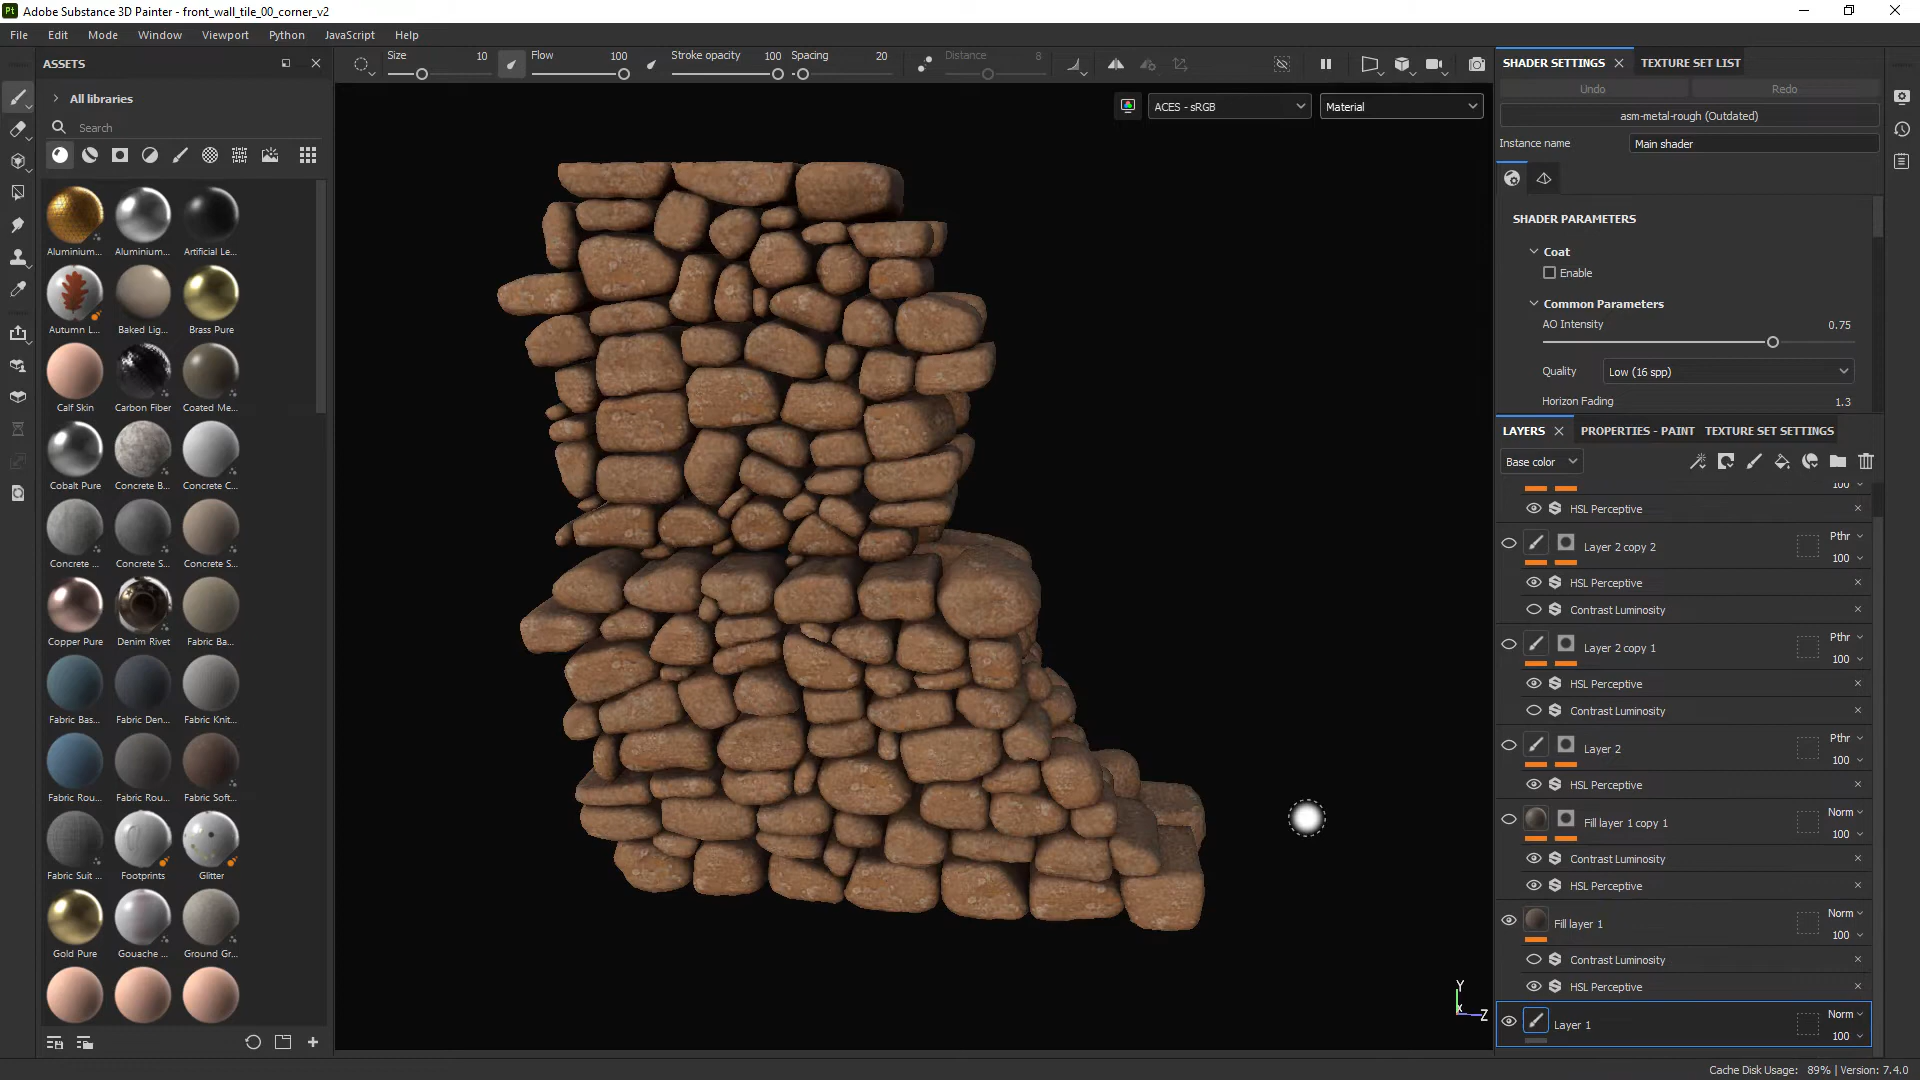 Pt Adobe Substance 3D Painter - front_wall_tile_00_corner_v2
File Edit Mode Window Viewport Python JavaScript Help
ASSETS
All libraries
Search
Aluminium... Aluminium... Artificial Le...
Autumn L... Baked Lig... Brass Pure
Calf Skin Carbon Fiber Coated Me...
Cobalt Pure Concrete B... Concrete C...
Concrete ... Concrete S... Concrete S...
Copper Pure Denim Rivet Fabric Ba...
Fabric Bas... Fabric Den... Fabric Knit...
Fabric Rou... Fabric Rou... Fabric Soft...
Fabric Suit ... Footprints Glitter
Gold Pure Gouache ... Ground Gr...
Size 10 Flow 100 Stroke opacity 100 Spacing 20 Distance 8
ACES - sRGB Material
Y
X
Z
SHADER SETTINGS TEXTURE SET LIST
Undo Redo
asm-metal-rough (Outdated)
Instance name Main shader
SHADER PARAMETERS
Coat
Enable
Common Parameters
AO Intensity 0.75
Quality Low (16 spp)
Horizon Fading 1.3
LAYERS PROPERTIES - PAINT TEXTURE SET SETTINGS
Base color
100
HSL Perceptive
Layer 2 copy 2 Pthr
100
HSL Perceptive
Contrast Luminosity
Layer 2 copy 1 Pthr
100
HSL Perceptive
Contrast Luminosity
Layer 2 Pthr
100
HSL Perceptive
Fill layer 1 copy 1 Norm
100
Contrast Luminosity
HSL Perceptive
Fill layer 1 Norm
100
Contrast Luminosity
HSL Perceptive
Layer 1 Norm
100
Cache Disk Usage: 89% | Version: 7.4.0